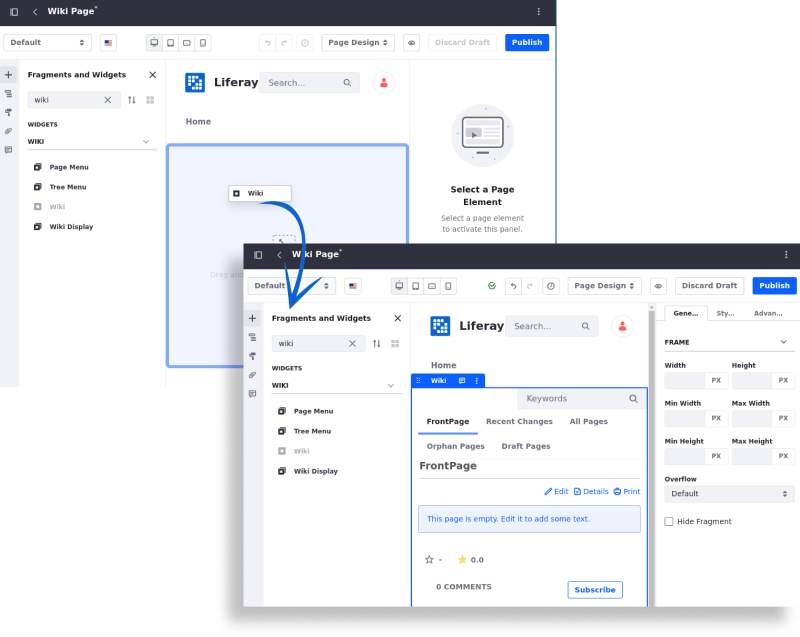 Wiki Page*
Default
Page Design
Discard Draft
Publish
Fragments and Widgets
wiki
WIDGETS
WIKI
Page Menu
Tree Menu
Wiki
Wiki Display
Liferay
Search...
Home
Wiki
Drag and
Select a Page
Element
Select a page element
to activate this panel.
Wiki Page*
Default
Page Design
Discard Draft
Publish
Fragments and Widgets
wiki
WIDGETS
WIKI
Page Menu
Tree Menu
Wiki
Wiki Display
Liferay
Search...
Home
Wiki
Keywords
FrontPage
Recent Changes
All Pages
Orphan Pages
Draft Pages
FrontPage
Edit Details Print
This page is empty. Edit it to add some text.
-
0.0
0 COMMENTS
Subscribe
Gene...
Sty...
Advan...
FRAME
Width
Height
PX
PX
Min Width
Max Width
PX
PX
Min Height
Max Height
PX
PX
Overflow
Default
Hide Fragment